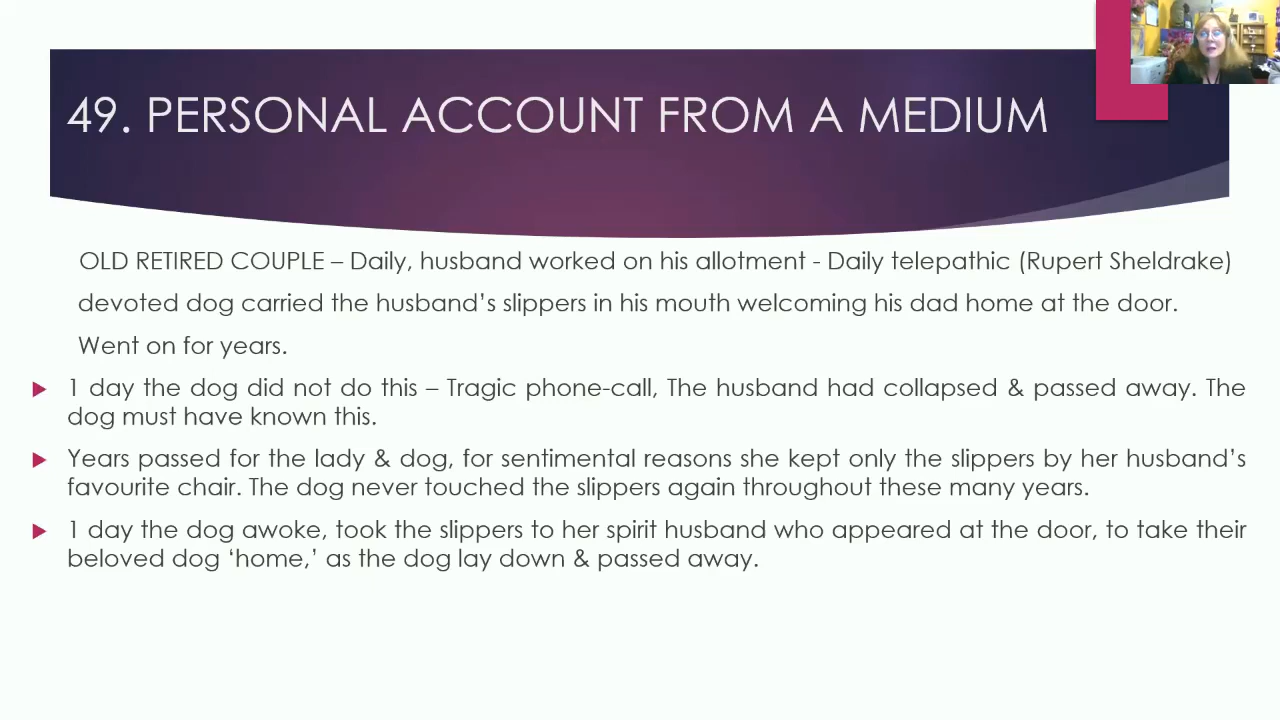 49. PERSONAL ACCOUNT FROM A MEDIUM
OLD RETIRED COUPLE – Daily, husband worked on his allotment - Daily telepathic (Rupert Sheldrake)
devoted dog carried the husband’s slippers in his mouth welcoming his dad home at the door.
Went on for years.
1 day the dog did not do this – Tragic phone-call, The husband had collapsed & passed away. The
dog must have known this.
Years passed for the lady & dog, for sentimental reasons she kept only the slippers by her husband’s
favourite chair. The dog never touched the slippers again throughout these many years.
1 day the dog awoke, took the slippers to her spirit husband who appeared at the door, to take their
beloved dog ‘home,’ as the dog lay down & passed away.